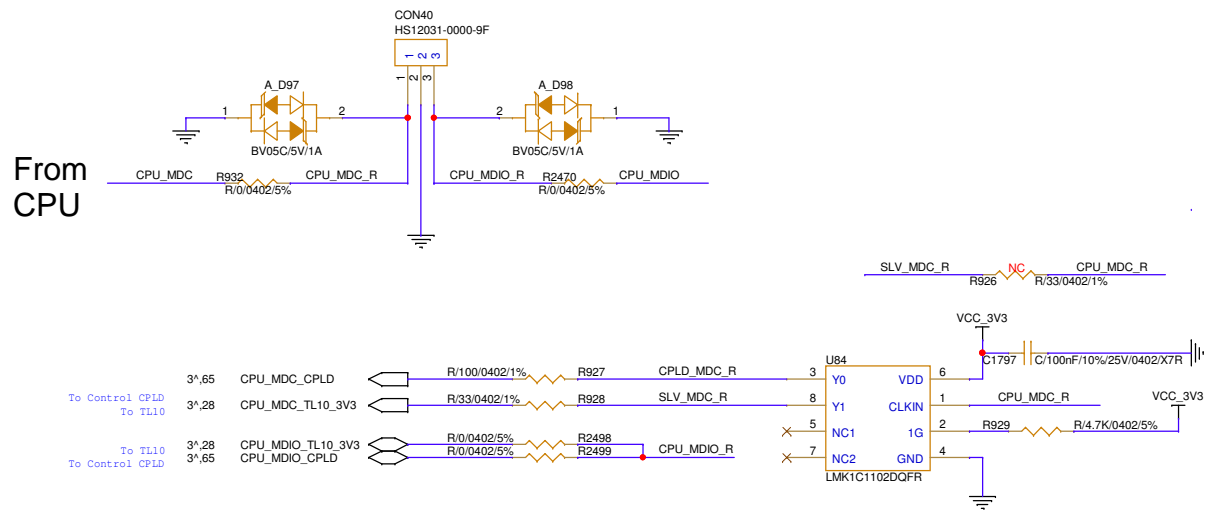 CON40
HS12031-0000-9F
1 2 3
1 2 3
A_D97
A_D98
1 2
2 1
BV05C/5V/1A
BV05C/5V/1A
From
CPU
CPU_MDC R932 CPU_MDC_R
R/0/0402/5%
CPU_MDIO_R R2470 CPU_MDIO
R/0/0402/5%
SLV_MDC_R NC CPU_MDC_R
R926 R/33/0402/1%
VCC_3V3
C1797 C/100nF/10%/25V/0402/X7R
U84
3^,65 CPU_MDC_CPLD R/100/0402/1% R927 CPLD_MDC_R 3 Y0 VDD 6
To Control CPLD
To TL10
3^,28 CPU_MDC_TL10_3V3 R/33/0402/1% R928 SLV_MDC_R 8 Y1 CLKIN 1 CPU_MDC_R VCC_3V3
5 NC1 1G 2 R929 R/4.7K/0402/5%
To TL10
To Control CPLD
3^,28 CPU_MDIO_TL10_3V3 R/0/0402/5% R2498
3^,65 CPU_MDIO_CPLD R/0/0402/5% R2499 CPU_MDIO_R
7 NC2 GND 4
LMK1C1102DQFR